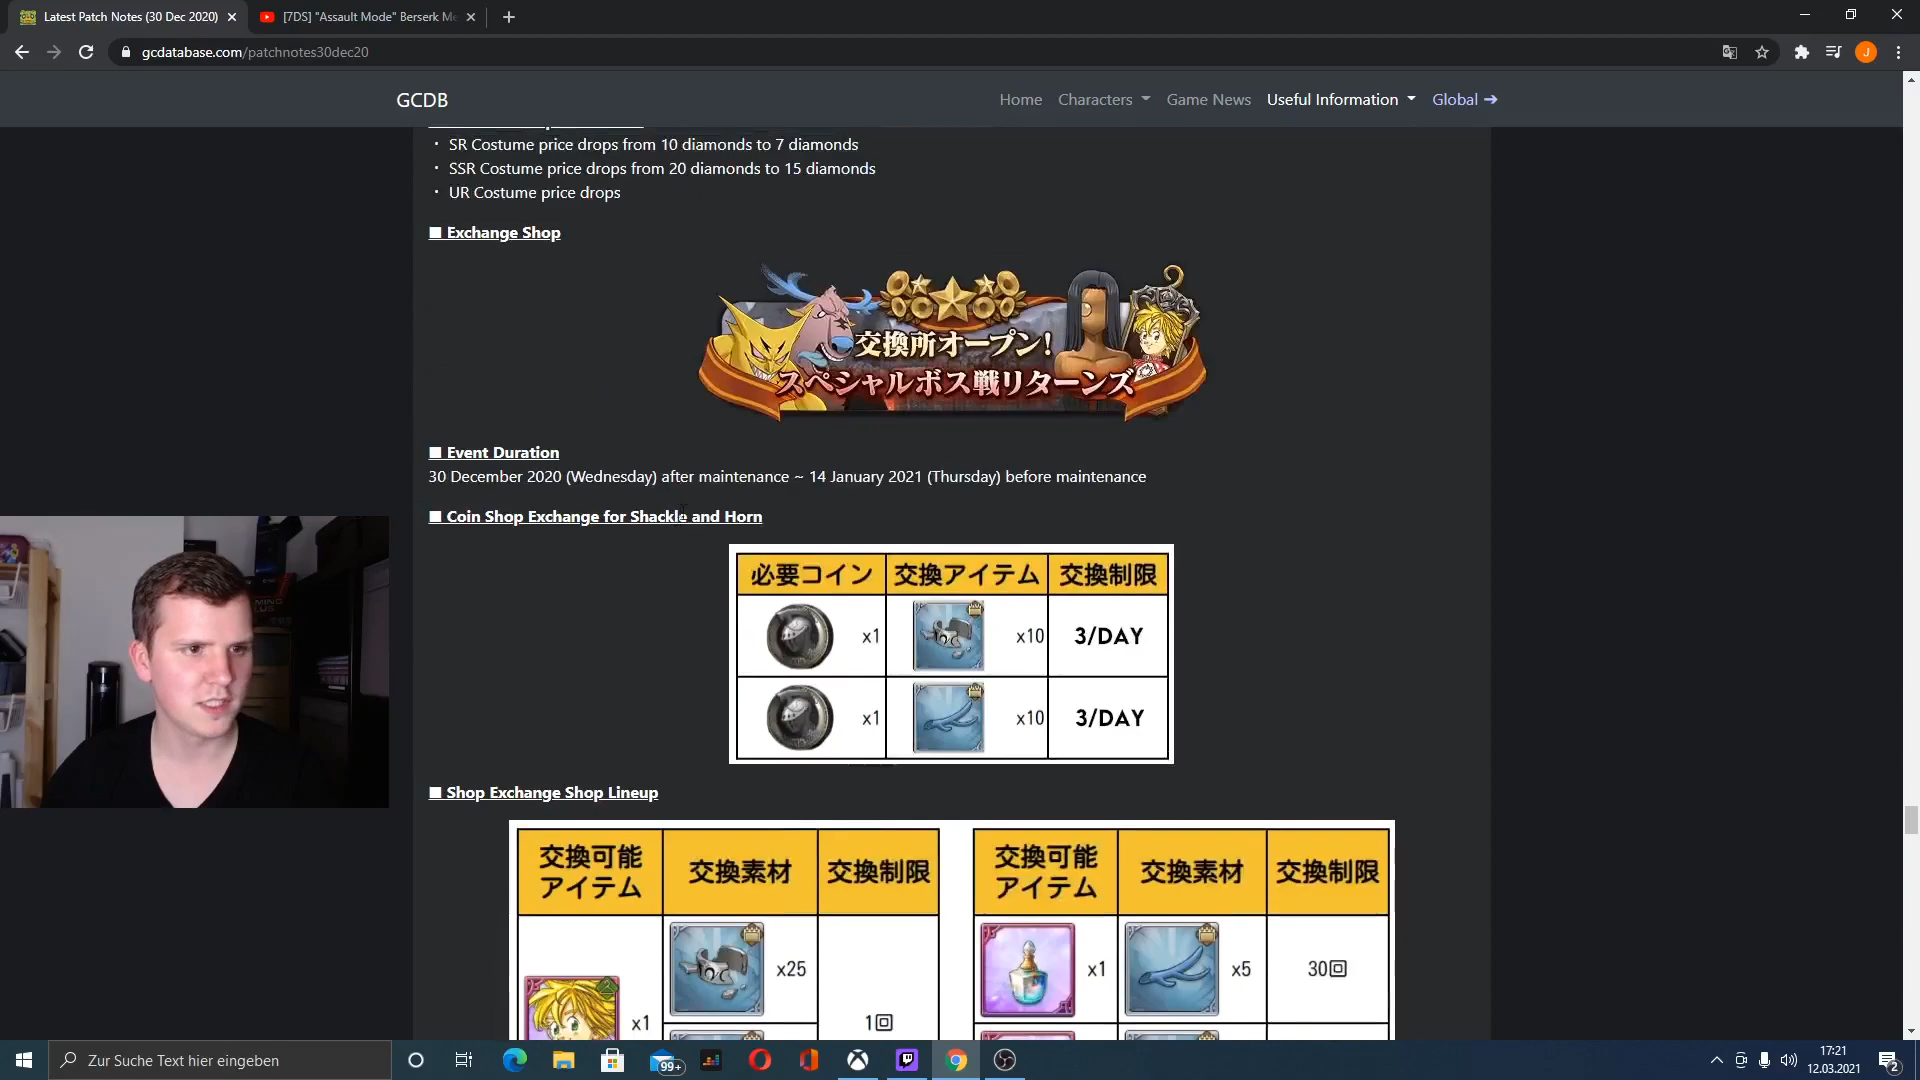 Latest Patch Notes (30 Dec 2020)
[7DS] "Assault Mode" Berserk Me
gcdatabase.com/patchnotes30dec20
J
GCDB
Home
Characters
Game News
Useful Information
Global
・ SR Costume price drops from 10 diamonds to 7 diamonds
・ SSR Costume price drops from 20 diamonds to 15 diamonds
・ UR Costume price drops
■ Exchange Shop
交換所オープン!
スペシャルボス戦リターンズ
■ Event Duration
30 December 2020 (Wednesday) after maintenance ~ 14 January 2021 (Thursday) before maintenance
■ Coin Shop Exchange for Shackle and Horn
必要コイン 交換アイテム 交換制限
x1 x10 3/DAY
x1 x10 3/DAY
■ Shop Exchange Shop Lineup
交換可能アイテム 交換素材 交換制限
x1 x25 1回
交換可能アイテム 交換素材 交換制限
x1 x5 30回
Zur Suche Text hier eingeben
99+
17:21
12.03.2021
2